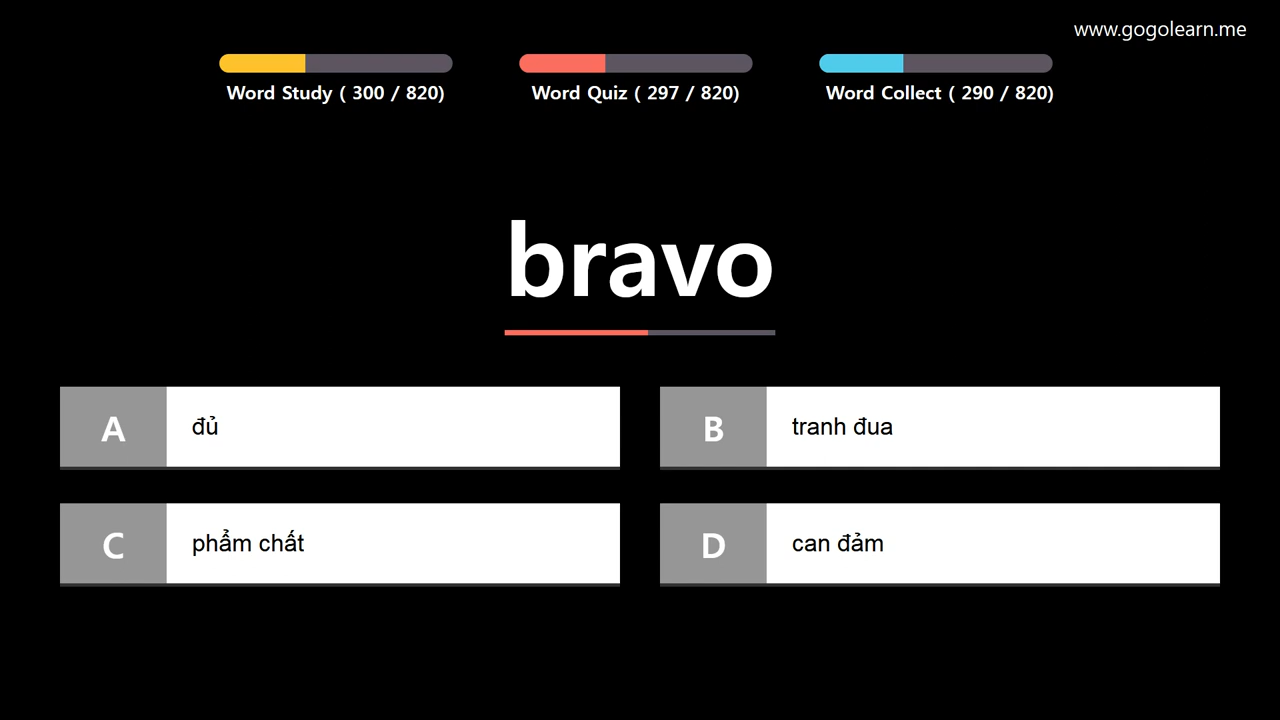 www.gogolearn.me
Word Study ( 300 / 820)
Word Quiz ( 297 / 820)
Word Collect ( 290 / 820)
bravo
A
đủ
B
tranh đua
C
phẩm chất
D
can đảm